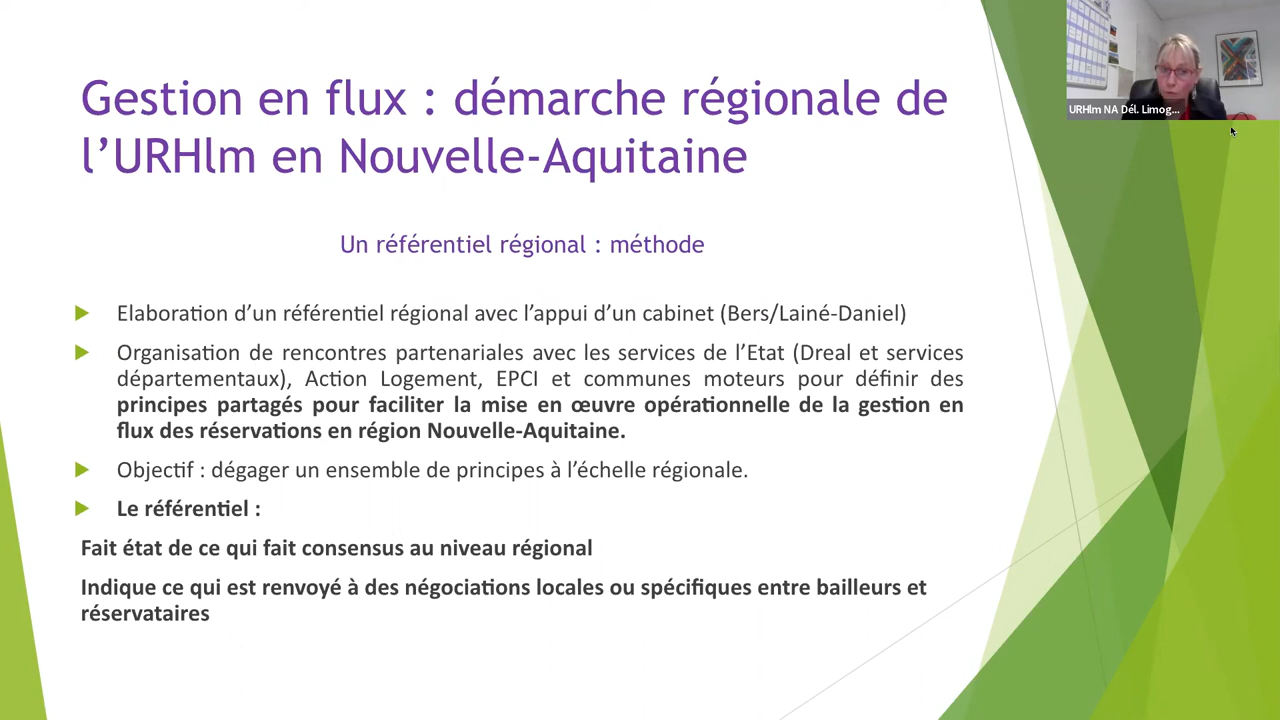 Gestion en flux : démarche régionale de
l’URHlm en Nouvelle-Aquitaine
URHlm NA Dél. Limog...
Un référentiel régional : méthode
Elaboration d’un référentiel régional avec l’appui d’un cabinet (Bers/Lainé-Daniel)
Organisation de rencontres partenariales avec les services de l’Etat (Dreal et services
départementaux), Action Logement, EPCI et communes moteurs pour définir des
principes partagés pour faciliter la mise en œuvre opérationnelle de la gestion en
flux des réservations en région Nouvelle-Aquitaine.
Objectif : dégager un ensemble de principes à l’échelle régionale.
Le référentiel :
Fait état de ce qui fait consensus au niveau régional
Indique ce qui est renvoyé à des négociations locales ou spécifiques entre bailleurs et
réservataires